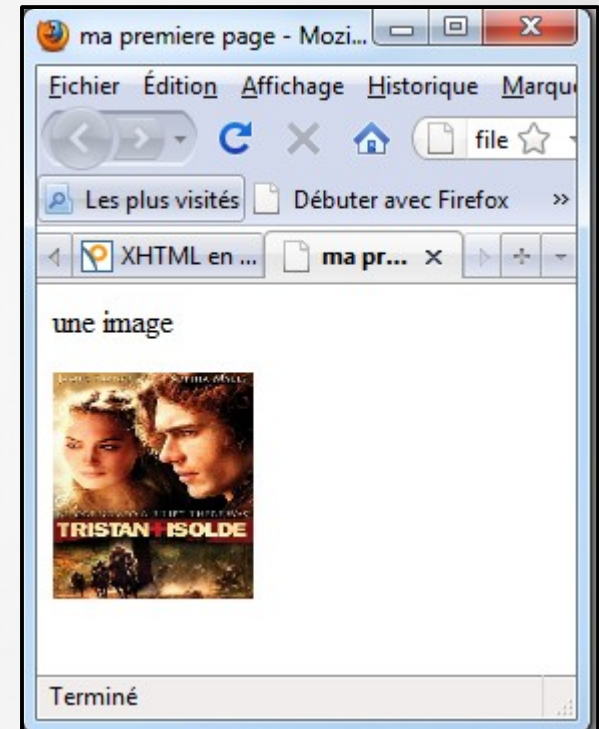 ma premiere page - Mozi...
Fichier Édition Affichage Historique Marqu
file
Les plus visités Débuter avec Firefox »
XHTML en ... ma pr...
une image
TRISTAN+ISOLDE
Terminé